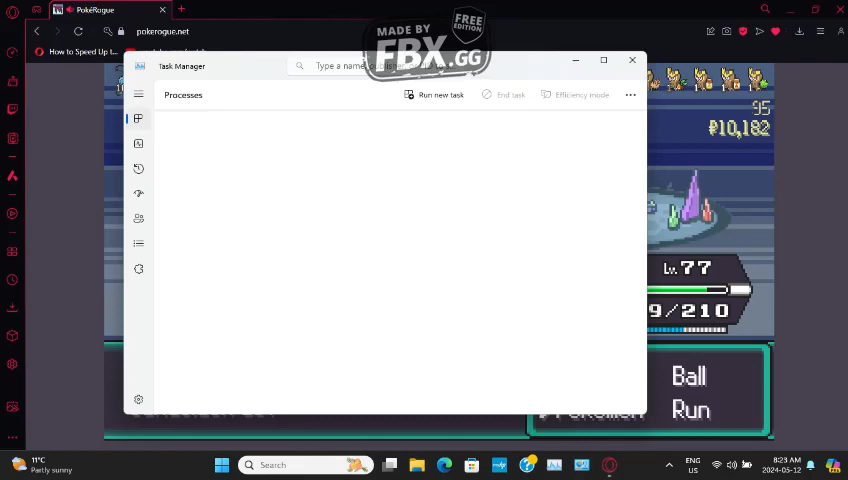 PokéRogue
pokerogue.net
How to Speed Up t...
MADE BY
FBX.GG
FREE
EDITION
Task Manager
Type a name, publisher,
Processes
Run new task
End task
Efficiency mode
95
₽10,182
Lv.77
9/210
Ball
Pokémon
Run
11°C
Partly sunny
Search
ENG
US
8:23 AM
2024-05-12